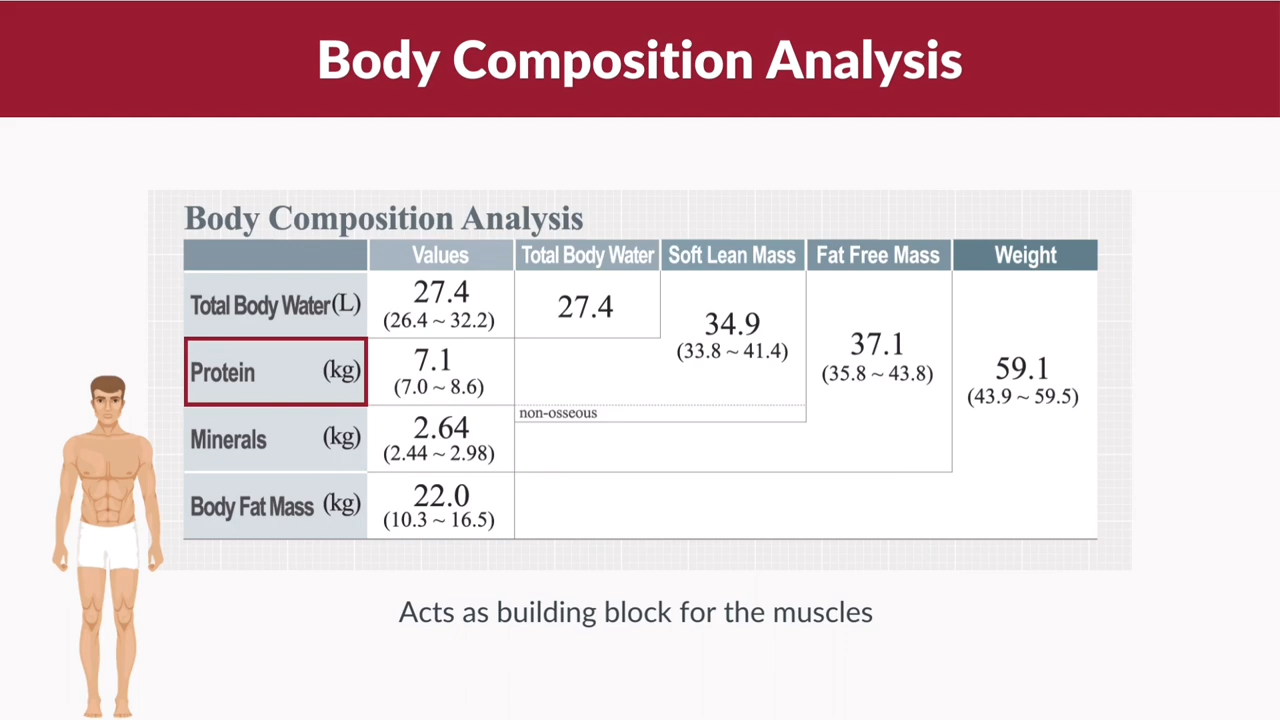 Body Composition Analysis
Body Composition Analysis
Values Total Body Water Soft Lean Mass Fat Free Mass Weight
Total Body Water(L) 27.4 (26.4 ~ 32.2) 27.4 34.9 (33.8 ~ 41.4) 37.1 (35.8 ~ 43.8) 59.1 (43.9 ~ 59.5)
Protein (kg) 7.1 (7.0 ~ 8.6)
non-osseous
Minerals (kg) 2.64 (2.44 ~ 2.98)
Body Fat Mass (kg) 22.0 (10.3 ~ 16.5)
Acts as building block for the muscles